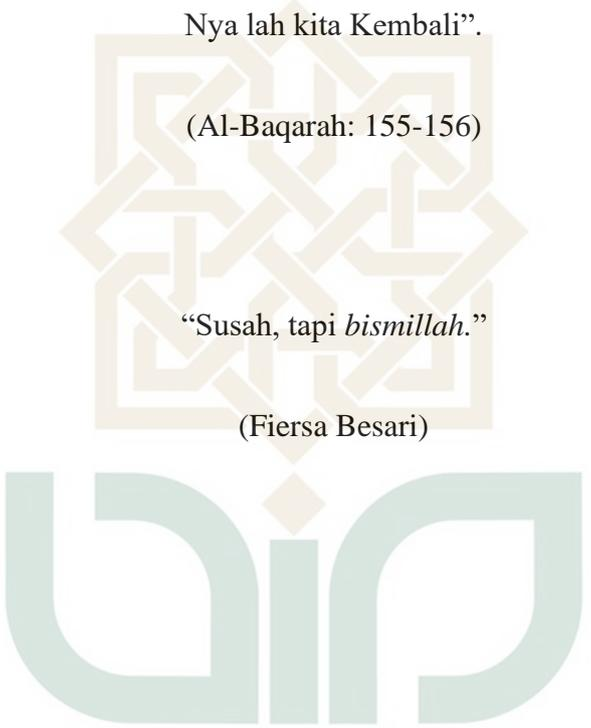 Nya lah kita Kembali”.
(Al-Baqarah: 155-156)
“Susah, tapi bismillah.”
(Fiersa Besari)